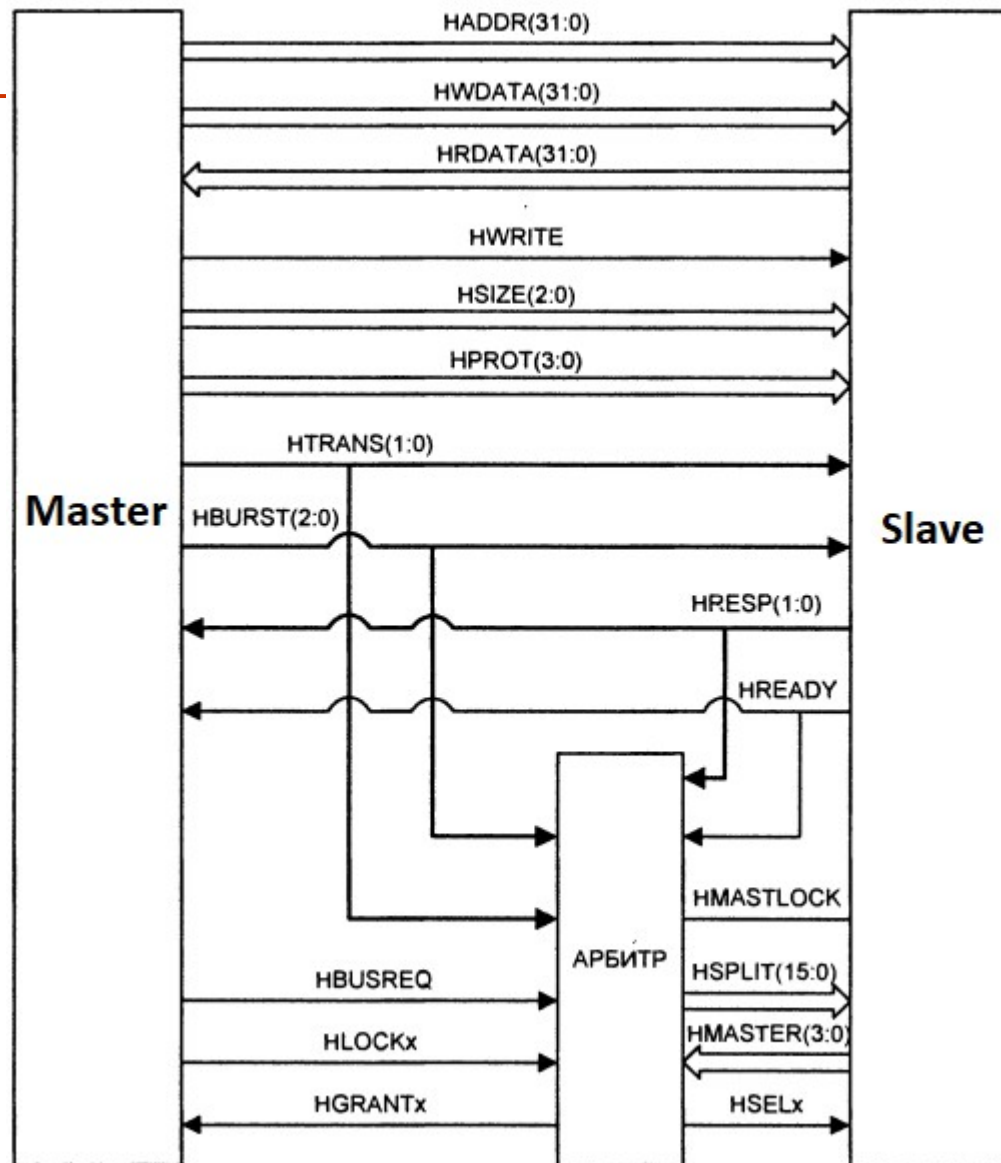 HADDR(31:0)
HWDATA(31:0)
HRDATA(31:0)
HWRITE
HSIZE(2:0)
HPROT(3:0)
HTRANS(1:0)
Master
HBURST(2:0)
Slave
HRESP(1:0)
HREADY
HMASTLOCK
АРБИТР
HSPLIT(15:0)
HBUSREQ
HMASTER(3:0)
HLOCKx
HGRANTx
HSELx